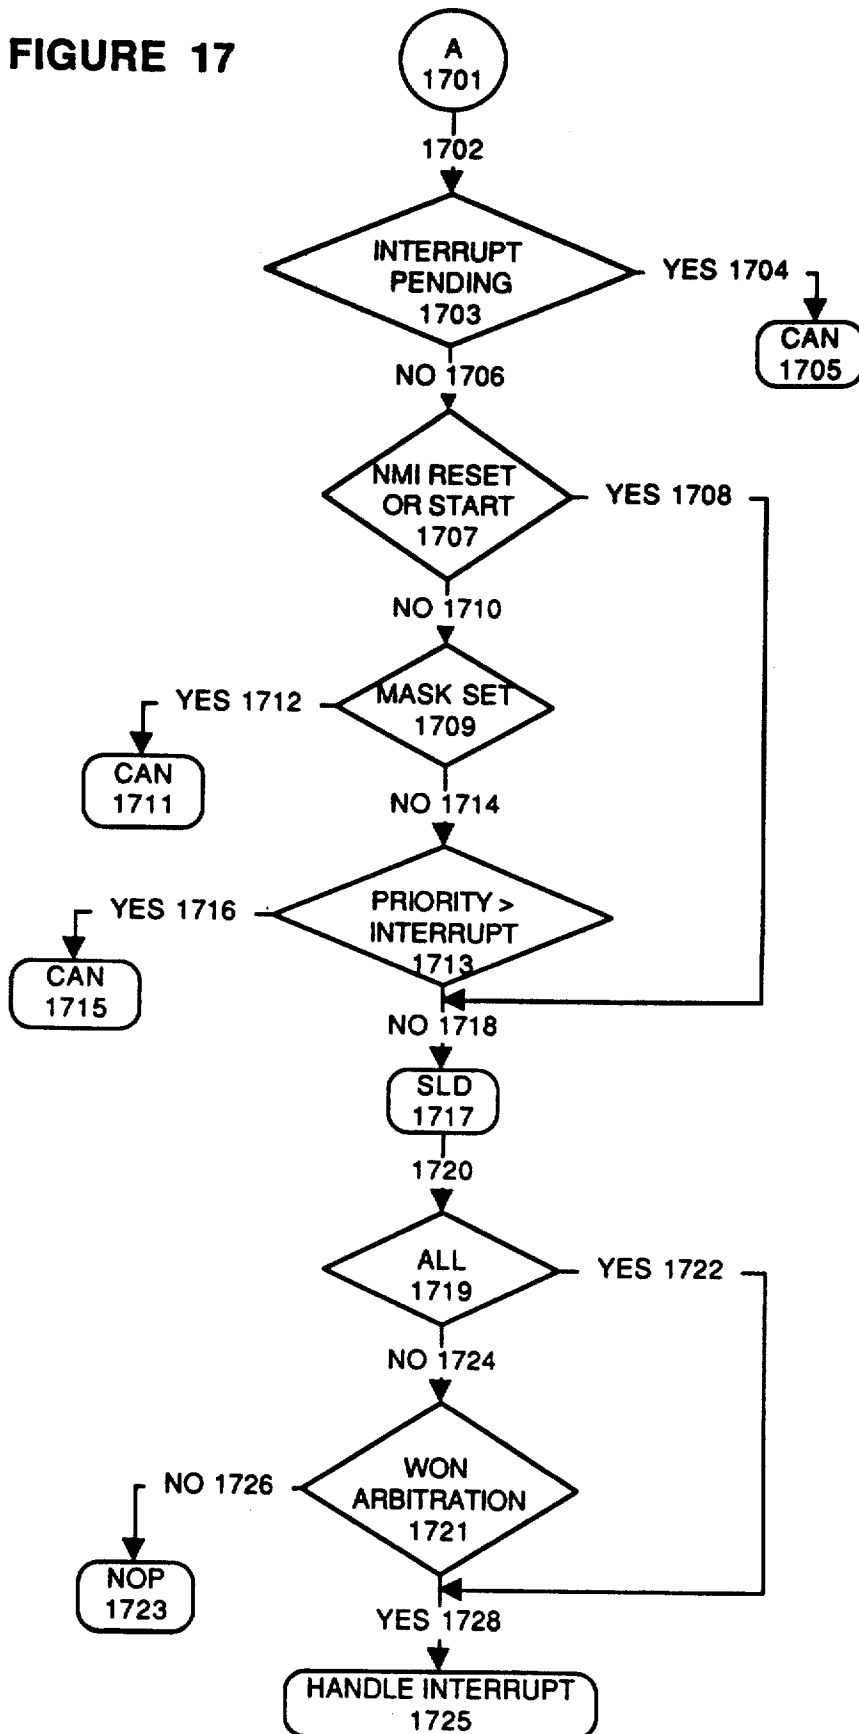 FIGURE 17
A
1701
1702
INTERRUPT
PENDING
1703
YES 1704
CAN
1705
NO 1706
NMI RESET
OR START
1707
YES 1708
NO 1710
MASK SET
1709
YES 1712
CAN
1711
NO 1714
PRIORITY >
INTERRUPT
1713
YES 1716
CAN
1715
NO 1718
SLD
1717
1720
ALL
1719
YES 1722
NO 1724
WON
ARBITRATION
1721
NO 1726
NOP
1723
YES 1728
HANDLE INTERRUPT
1725